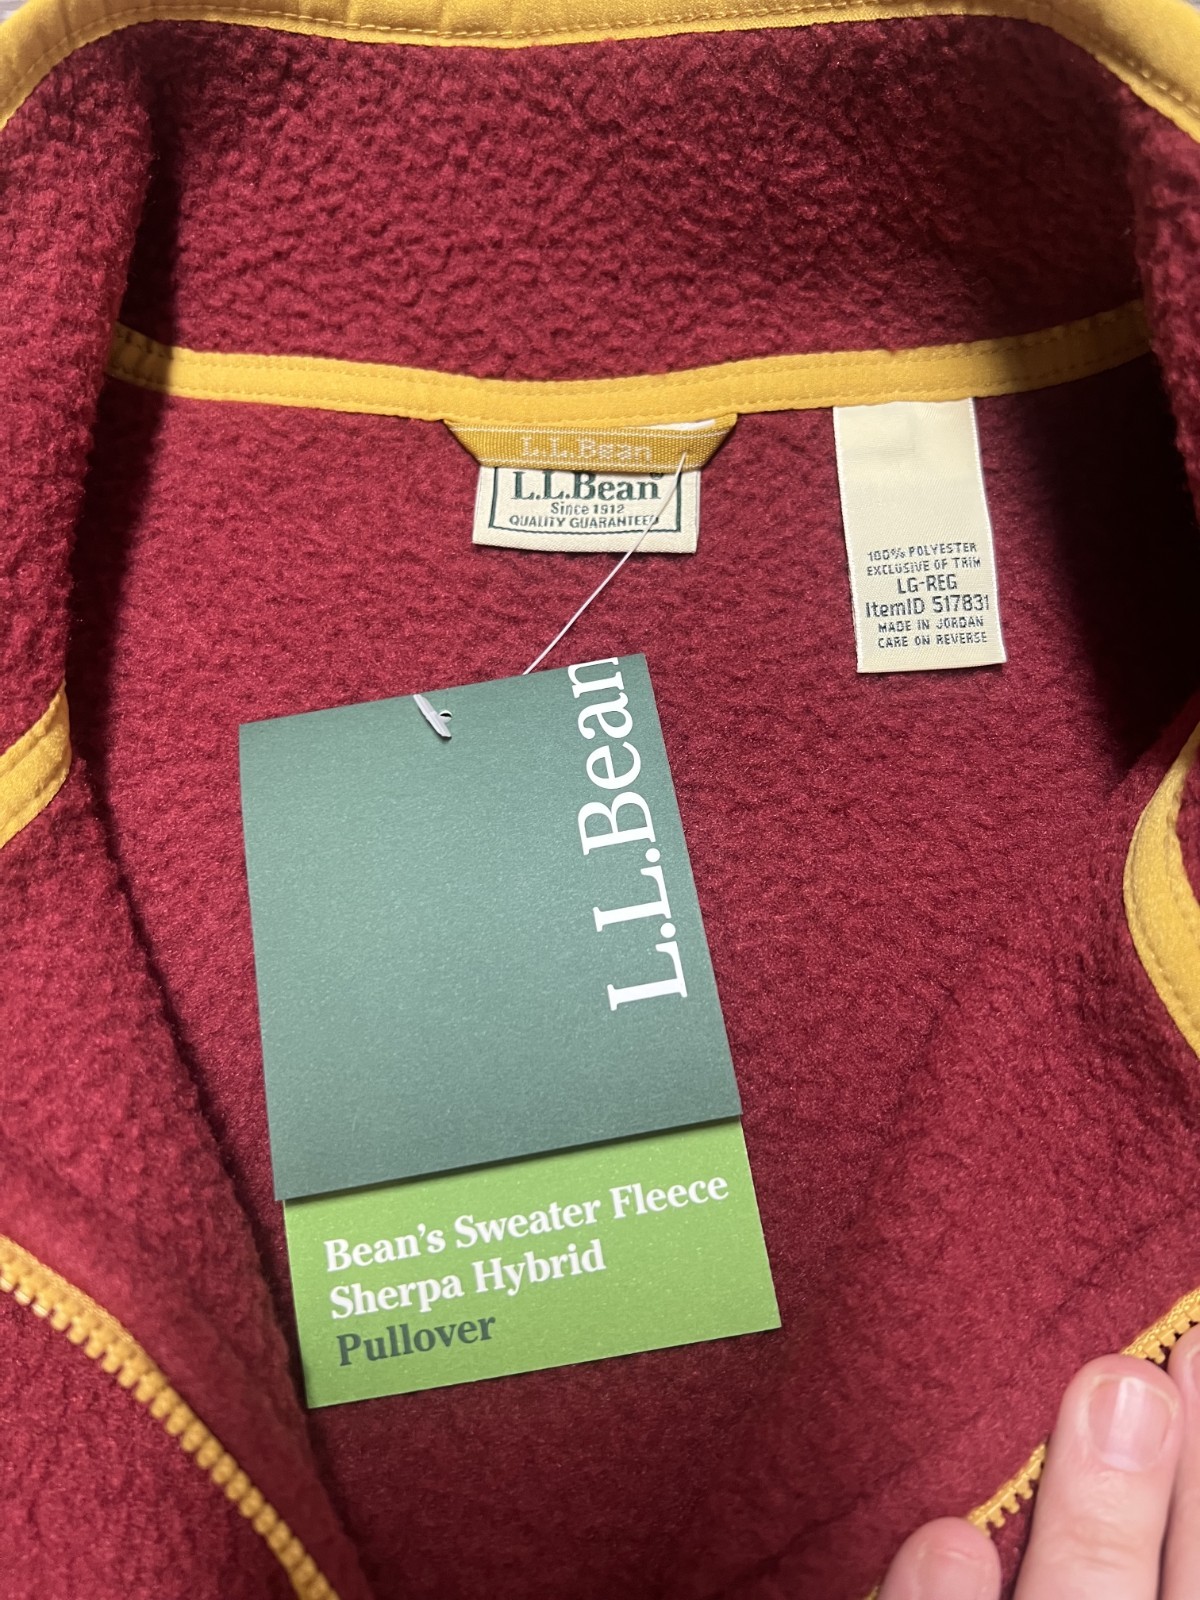 L.L.Bean
L.L.Bean®
Since 1912
QUALITY GUARANTEED
100% POLYESTER
EXCLUSIVE OF TRIM
LG-REG
ItemID 517831
MADE IN JORDAN
CARE ON REVERSE
L.L.Bean
Bean's Sweater Fleece
Sherpa Hybrid
Pullover